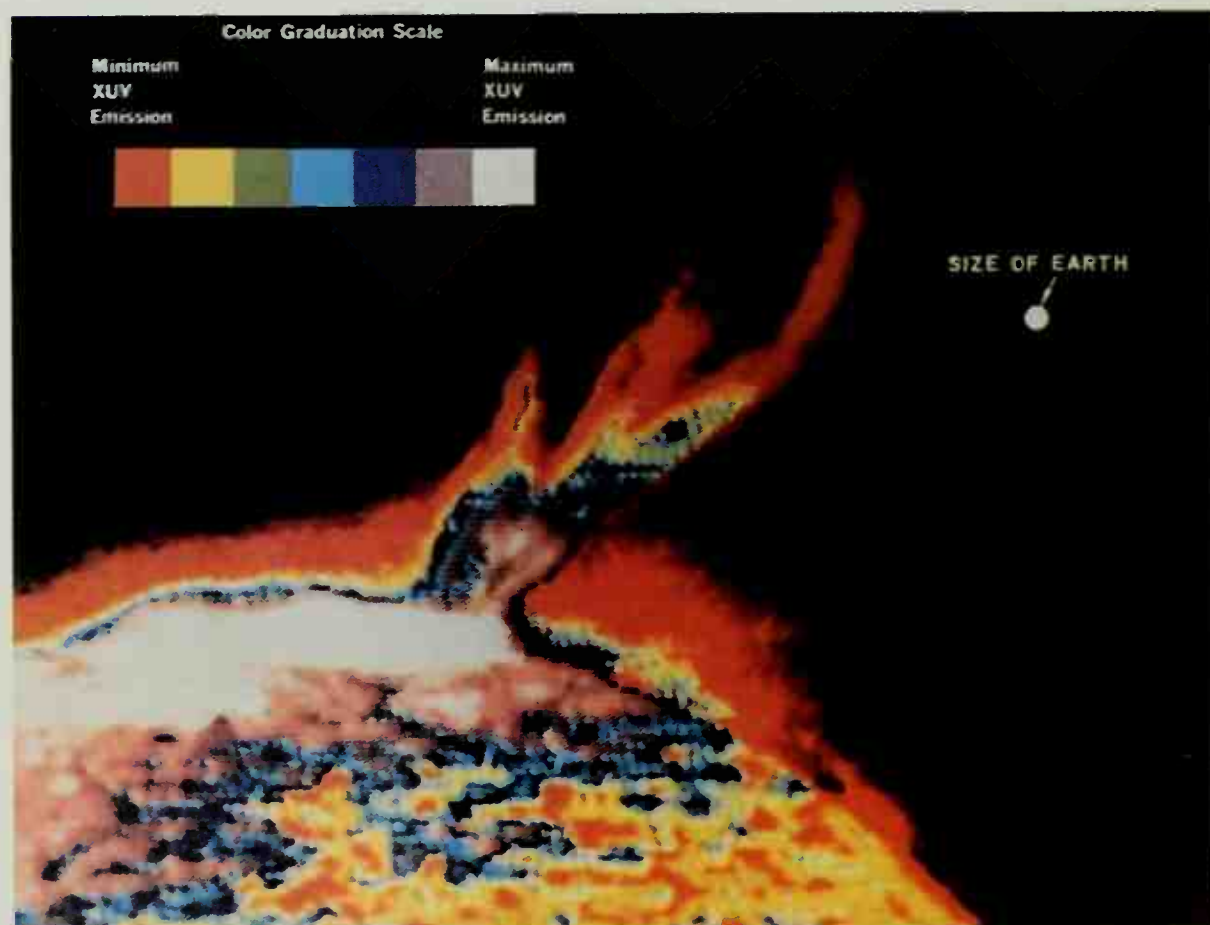 Color Graduation Scale
Minimum
XUV
Emission
Maximum
XUV
Emission
SIZE OF EARTH